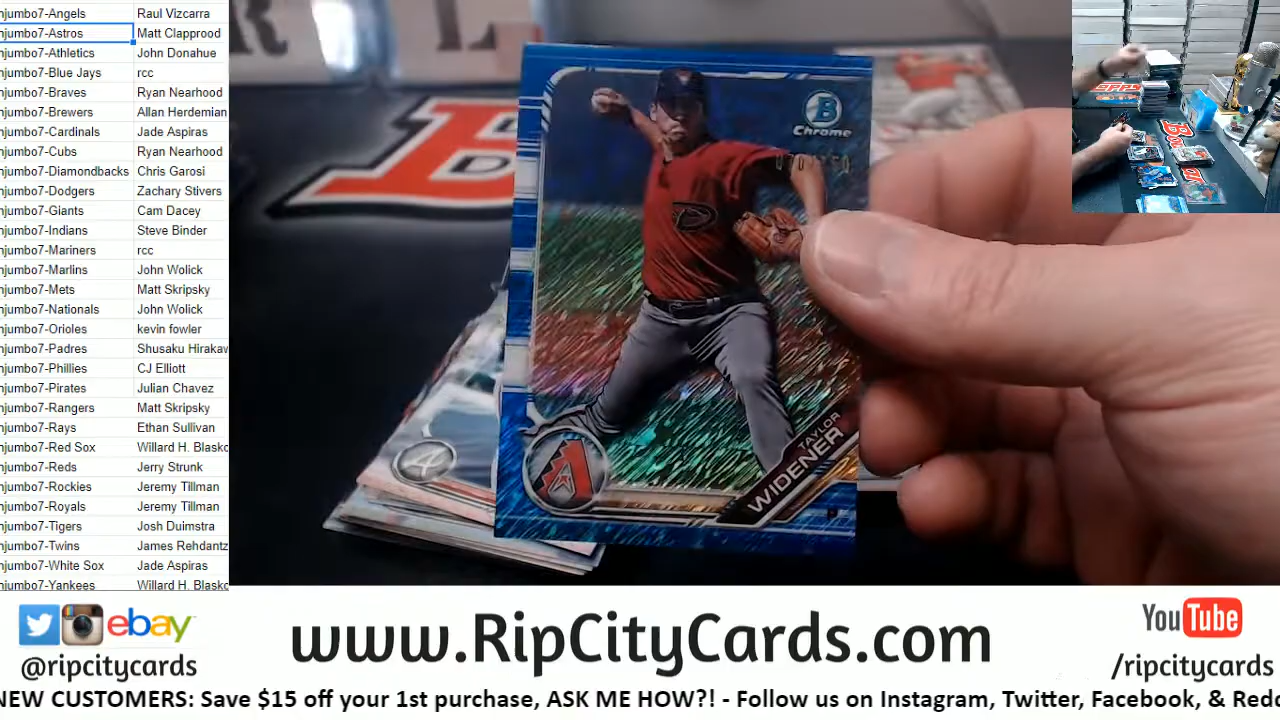 njumbo7-Angels Raul Vizcarra
njumbo7-Astros Matt Clapprood
njumbo7-Athletics John Donahue
njumbo7-Blue Jays rcc
njumbo7-Braves Ryan Nearhood
njumbo7-Brewers Allan Herdemian
njumbo7-Cardinals Jade Aspiras
njumbo7-Cubs Ryan Nearhood
njumbo7-Diamondbacks Chris Garosi
njumbo7-Dodgers Zachary Stivers
njumbo7-Giants Cam Dacey
njumbo7-Indians Steve Binder
njumbo7-Mariners rcc
njumbo7-Marlins John Wolick
njumbo7-Mets Matt Skripsky
njumbo7-Nationals John Wolick
njumbo7-Orioles kevin fowler
njumbo7-Padres Shusaku Hirakaw
njumbo7-Phillies CJ Elliott
njumbo7-Pirates Julian Chavez
njumbo7-Rangers Matt Skripsky
njumbo7-Rays Ethan Sullivan
njumbo7-Red Sox Willard H. Blasko
njumbo7-Reds Jerry Strunk
njumbo7-Rockies Jeremy Tillman
njumbo7-Royals Jeremy Tillman
njumbo7-Tigers Josh Duimstra
njumbo7-Twins James Rehdantz
njumbo7-White Sox Jade Aspiras
njumbo7-Yankees Willard H. Blasko
B
Chrome
TAYLOR
WIDENER
ebay
@ripcitycards
www.RipCityCards.com
YouTube
/ripcitycards
NEW CUSTOMERS: Save $15 off your 1st purchase, ASK ME HOW?! - Follow us on Instagram, Twitter, Facebook, & Redd